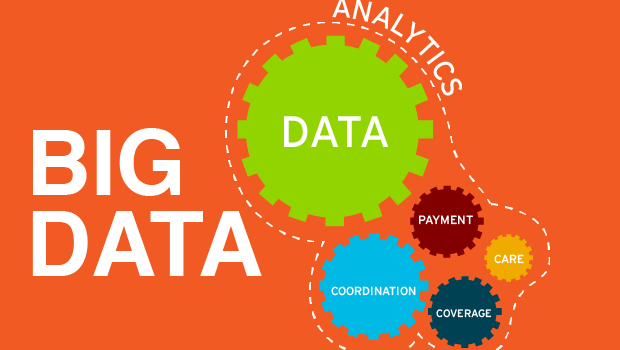 ANALYTICS
BIG
DATA
DATA
PAYMENT
CARE
COORDINATION
COVERAGE